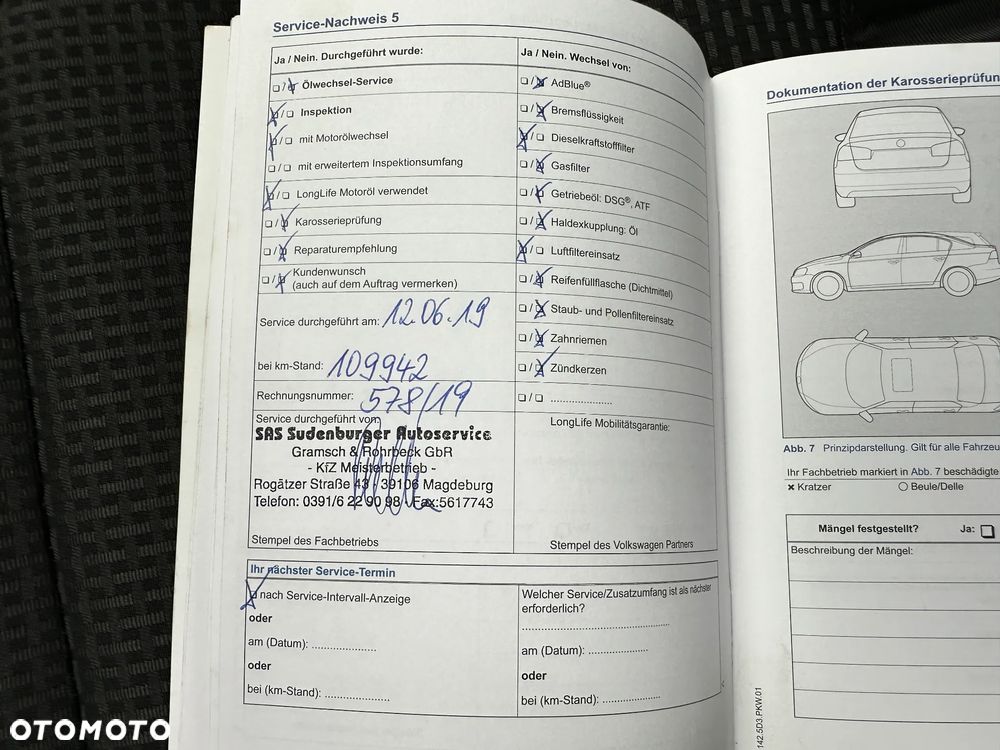 Service-Nachweis 5
Ja / Nein. Durchgeführt wurde:
☐/☒ Ölwechsel-Service
☒/☐ Inspektion
☒/☐ mit Motorölwechsel
☐/☐ mit erweitertem Inspektionsumfang
☒/☐ LongLife Motoröl verwendet
☐/☒ Karosserieprüfung
☐/☒ Reparaturempfehlung
☐/☒ Kundenwunsch
(auch auf dem Auftrag vermerken)
Service durchgeführt am: 12.06.19
bei km-Stand: 109942
Rechnungsnummer: 578/19
Service durchgeführt von:
SAS Sudenburger Autoservice
Gramsch & Rohrbeck GbR
- KfZ Meisterbetrieb -
Rogätzer Straße 43 - 39106 Magdeburg
Telefon: 0391/6 22 90 98 - Fax:5617743
Stempel des Fachbetriebs
Ja / Nein. Wechsel von:
☐/☒ AdBlue®
☐/☒ Bremsflüssigkeit
☒/☐ Dieselkraftstofffilter
☐/☒ Gasfilter
☐/☒ Getriebeöl: DSG®, ATF
☐/☒ Haldexkupplung: Öl
☒/☐ Luftfiltereinsatz
☐/☒ Reifenfüllflasche (Dichtmittel)
☐/☒ Staub- und Pollenfiltereinsatz
☐/☒ Zahnriemen
☐/☒ Zündkerzen
☐/☐ .....................
LongLife Mobilitätsgarantie:
Stempel des Volkswagen Partners
Ihr nächster Service-Termin
☒ nach Service-Intervall-Anzeige
oder
am (Datum): .....................
oder
bei (km-Stand): .....................
Welcher Service/Zusatzumfang ist als nächster
erforderlich?
.................................................
am (Datum): ...................
oder
bei (km-Stand): ...................
Dokumentation der Karosserieprüfun
Abb. 7 Prinzipdarstellung. Gilt für alle Fahrzeu
Ihr Fachbetrieb markiert in Abb. 7 beschädigte
× Kratzer ○ Beule/Delle
Mängel festgestellt? Ja: ☐
Beschreibung der Mängel:
142.5D3.PKW.01
OTOMOTO